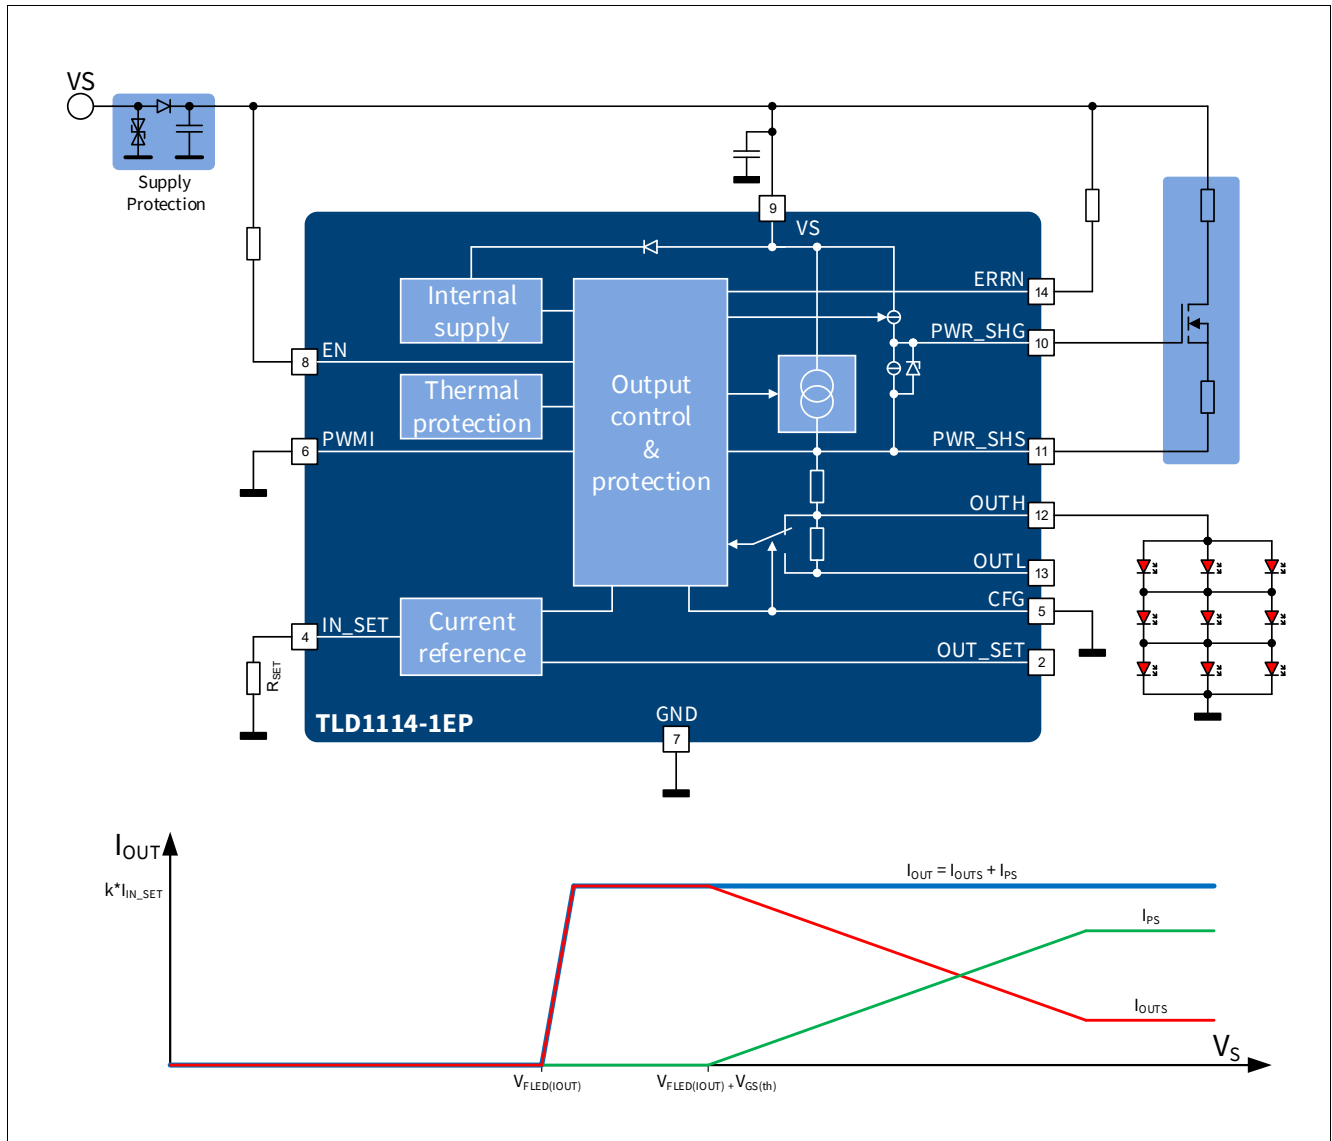 VS
Supply
Protection
9
VS
Internal
supply
ERRN
14
PWR_SHG
10
EN
8
Thermal
protection
Output
control
&
protection
PWMI
6
PWR_SHS
11
OUTH
12
OUTL
13
CFG
5
IN_SET
4
Current
reference
OUT_SET
2
RSET
TLD1114-1EP
GND
7
IOUT
k*IIN_SET
IOUT = IOUTS + IPS
IPS
IOUTS
VS
VFLED(IOUT)
VFLED(IOUT) + VGS(th)